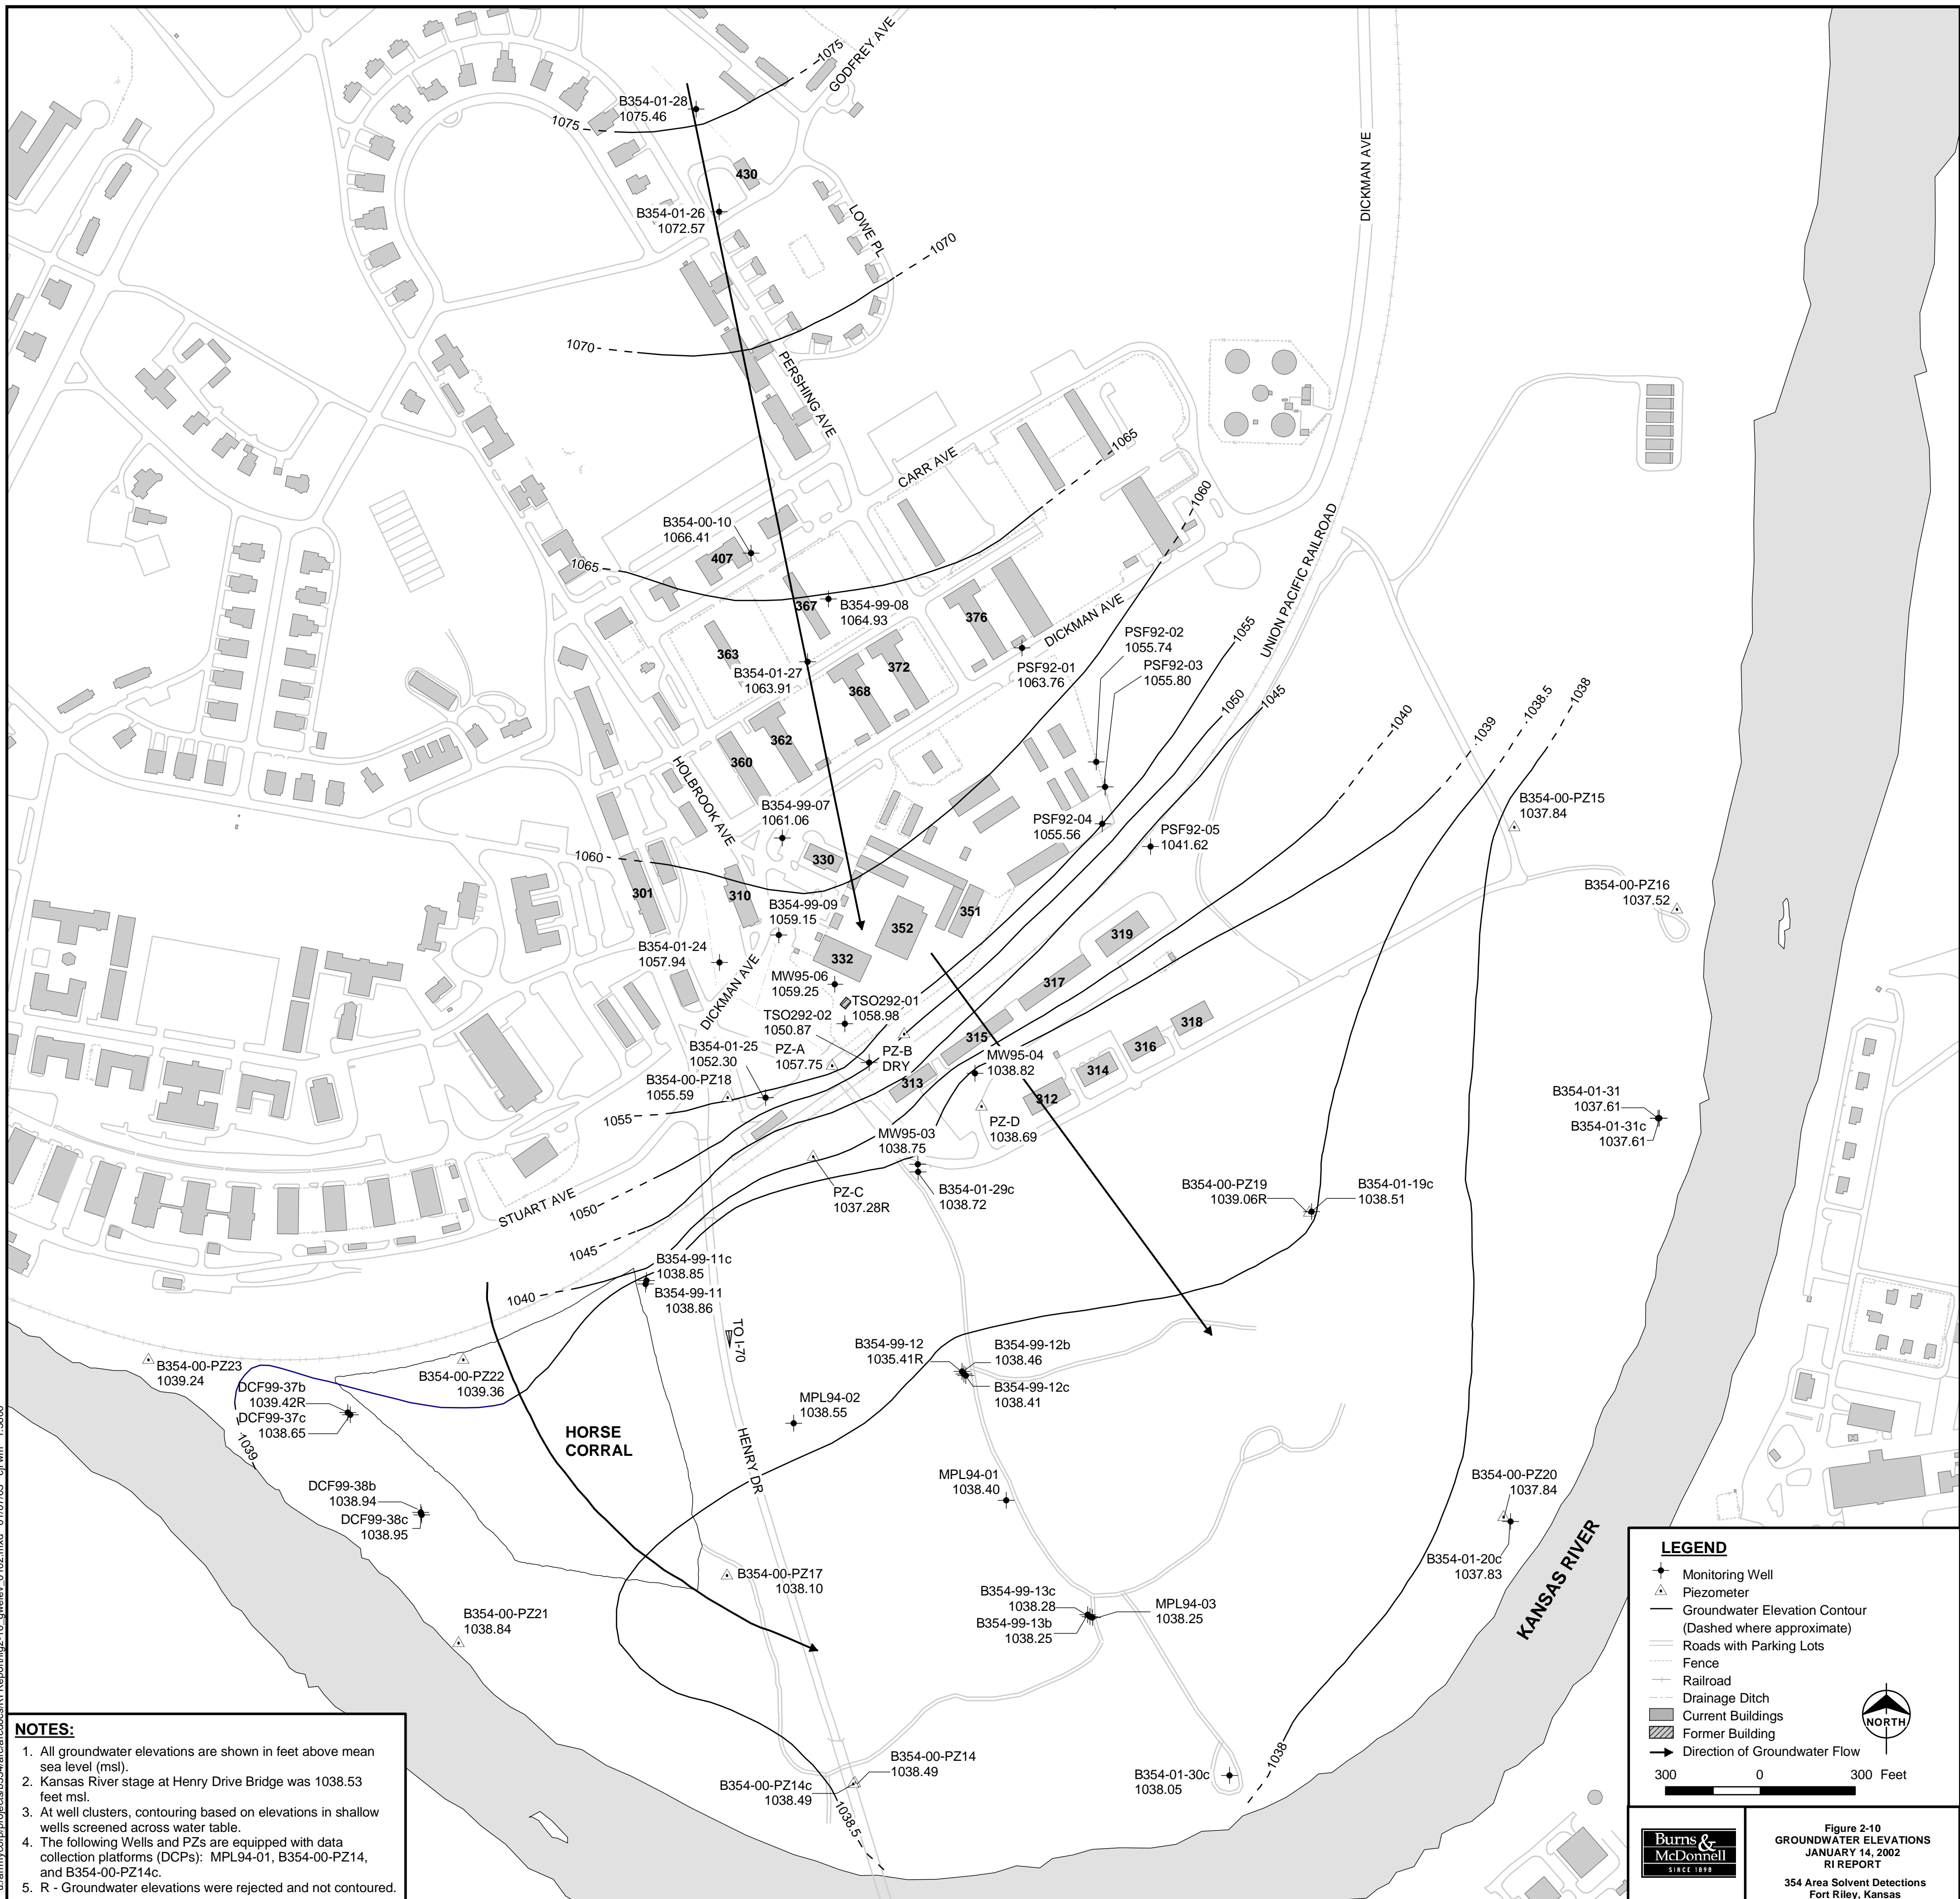 GODFREY AVE
1075
B354-01-28
1075.46
1075
430
DICKMAN AVE
B354-01-26
1072.57
LOWE PL
1070
1070
PERSHING AVE
1065
CARR AVE
1060
B354-00-10
1066.41
407
1065
UNION PACIFIC RAILROAD
367
B354-99-08
1064.93
376
DICKMAN AVE
363
B354-01-27
1063.91
372
368
PSF92-01
1063.76
PSF92-02
1055.74
PSF92-03
1055.80
1055
1050
1045
1040
1039
1038.5
1038
362
360
HOLBROOK AVE
B354-99-07
1061.06
PSF92-04
1055.56
PSF92-05
1041.62
B354-00-PZ15
1037.84
1060
330
301
310
B354-99-09
1059.15
351
352
B354-00-PZ16
1037.52
319
B354-01-24
1057.94
332
DICKMAN AVE
MW95-06
1059.25
317
TSO292-01
1058.98
TSO292-02
1050.87
318
315
316
B354-01-25
1052.30
PZ-A
1057.75
PZ-B
DRY
MW95-04
1038.82
314
313
312
B354-00-PZ18
1055.59
B354-01-31
1037.61
B354-01-31c
1037.61
1055
PZ-D
1038.69
MW95-03
1038.75
STUART AVE
1050
PZ-C
1037.28R
B354-01-29c
1038.72
B354-00-PZ19
1039.06R
B354-01-19c
1038.51
1045
B354-99-11c
1038.85
B354-99-11
1038.86
1040
TO I-70
B354-99-12
1035.41R
B354-99-12b
1038.46
B354-99-12c
1038.41
B354-00-PZ23
1039.24
B354-00-PZ22
1039.36
DCF99-37b
1039.42R
DCF99-37c
1038.65
1039
MPL94-02
1038.55
HORSE
CORRAL
HENRY DR
MPL94-01
1038.40
DCF99-38b
1038.94
DCF99-38c
1038.95
B354-00-PZ20
1037.84
B354-01-20c
1037.83
KANSAS RIVER
B354-00-PZ17
1038.10
B354-99-13c
1038.28
B354-99-13b
1038.25
MPL94-03
1038.25
B354-00-PZ21
1038.84
B354-00-PZ14
1038.49
B354-00-PZ14c
1038.49
1038.5
B354-01-30c
1038.05
1038
NOTES:
1. All groundwater elevations are shown in feet above mean
sea level (msl).
2. Kansas River stage at Henry Drive Bridge was 1038.53
feet msl.
3. At well clusters, contouring based on elevations in shallow
wells screened across water table.
4. The following Wells and PZs are equipped with data
collection platforms (DCPs): MPL94-01, B354-00-PZ14,
and B354-00-PZ14c.
5. R - Groundwater elevations were rejected and not contoured.
LEGEND
Monitoring Well
Piezometer
Groundwater Elevation Contour
(Dashed where approximate)
Roads with Parking Lots
Fence
Railroad
Drainage Ditch
Current Buildings
Former Building
Direction of Groundwater Flow
NORTH
300 0 300 Feet
Burns &
McDonnell
SINCE 1898
Figure 2-10
GROUNDWATER ELEVATIONS
JANUARY 14, 2002
RI REPORT
354 Area Solvent Detections
Fort Riley, Kansas